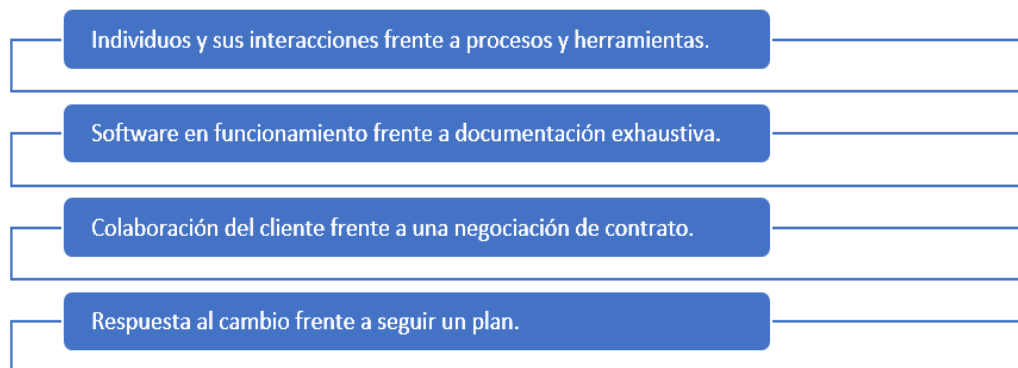 Individuos y sus interacciones frente a procesos y herramientas.
Software en funcionamiento frente a documentación exhaustiva.
Colaboración del cliente frente a una negociación de contrato.
Respuesta al cambio frente a seguir un plan.